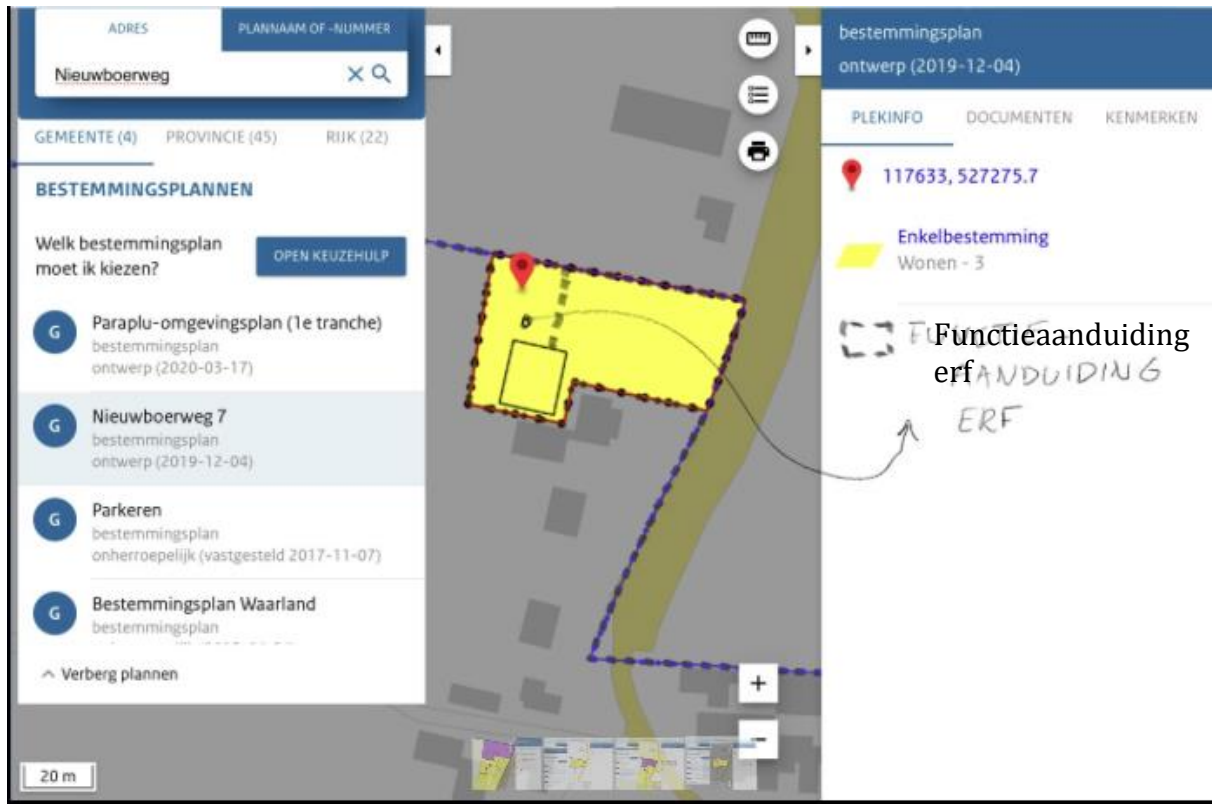 ADRES
PLANNAAM OF -NUMMER
Nieuwboerweg
GEMEENTE (4)
PROVINCIE (45)
RIJK (22)
BESTEMMINGSPLANNEN
Welk bestemmingsplan
moet ik kiezen?
OPEN KEUZEHULP
G
Paraplu-omgevingsplan (1e tranche)
bestemmingsplan
ontwerp (2020-03-17)
G
Nieuwboerweg 7
bestemmingsplan
ontwerp (2019-12-04)
G
Parkeren
bestemmingsplan
onherroepelijk (vastgesteld 2017-11-07)
G
Bestemmingsplan Waarland
bestemmingsplan
Verberg plannen
20 m
bestemmingsplan
ontwerp (2019-12-04)
PLEKINFO
DOCUMENTEN
KENMERKEN
117633, 527275.7
Enkelbestemming
Wonen - 3
Functieaanduiding
erf
AANDUIDING
ERF